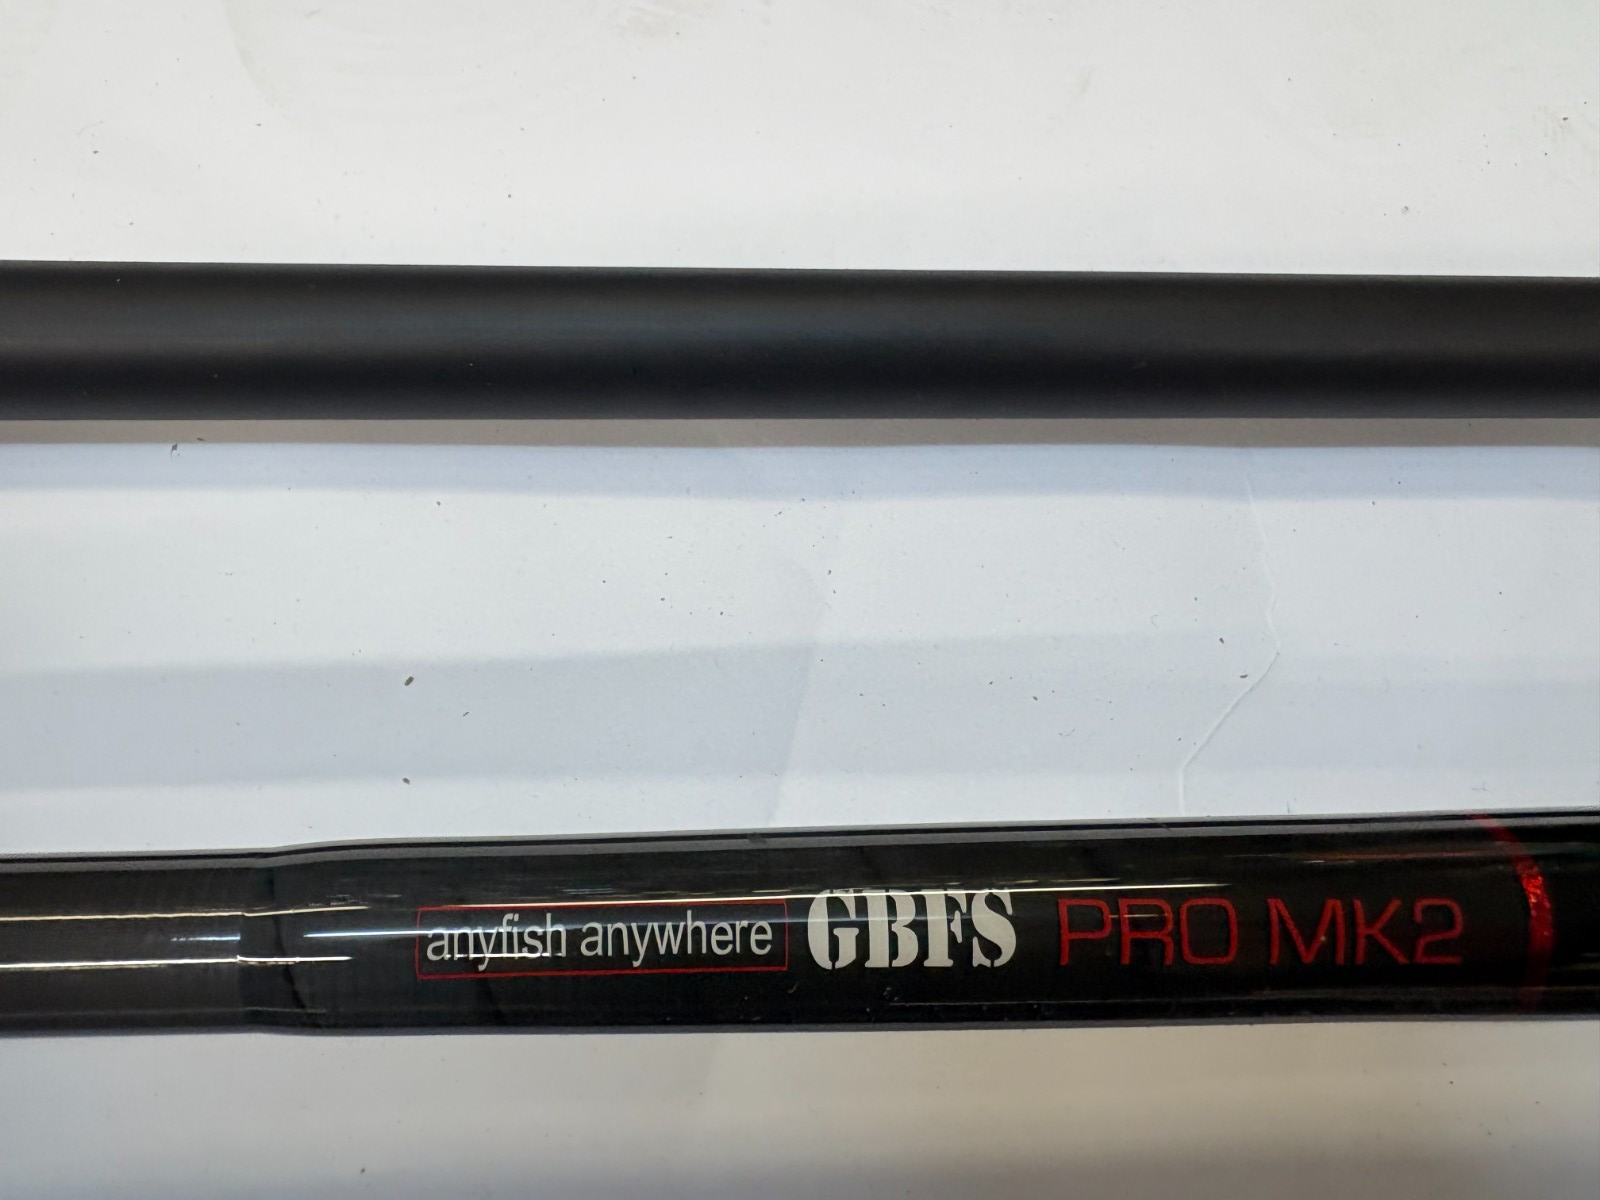 anyfish anywhere GBFS PRO MK2